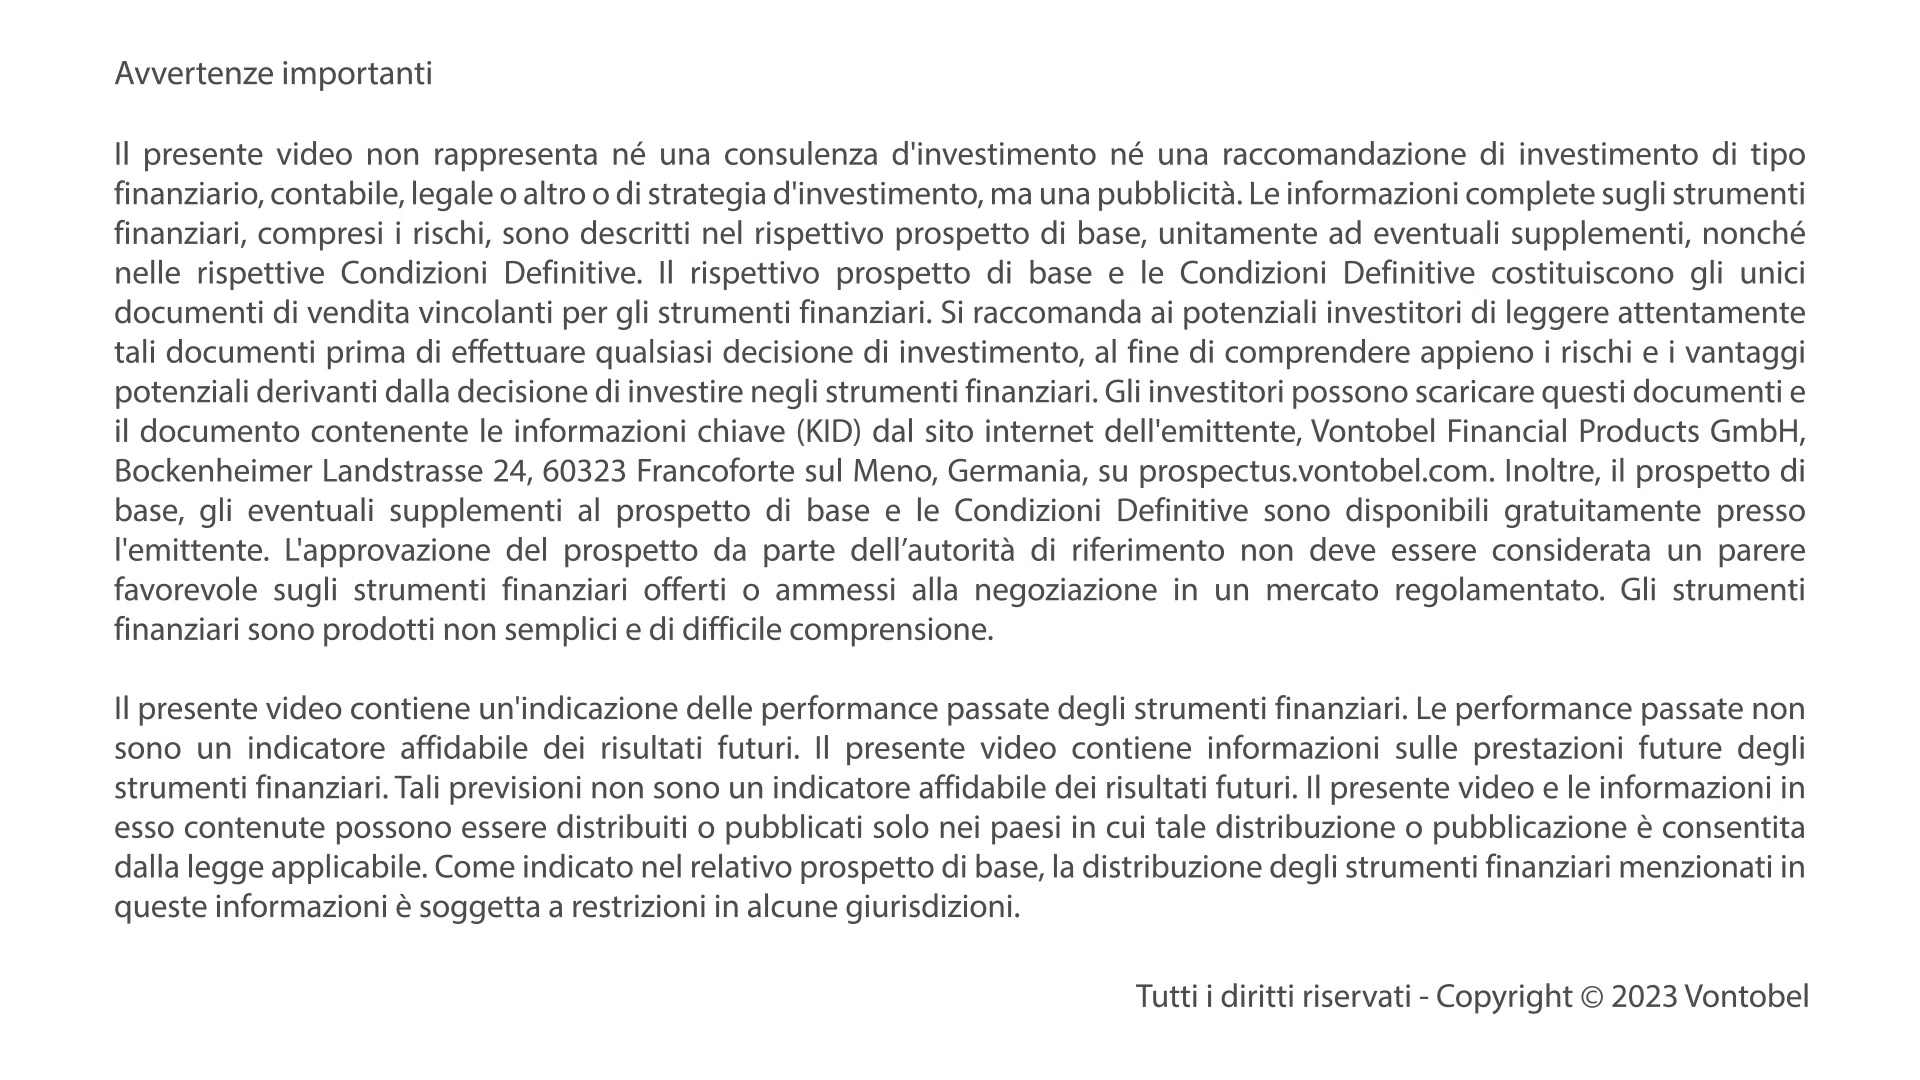 Avvertenze importanti
Il presente video non rappresenta né una consulenza d'investimento né una raccomandazione di investimento di tipo
finanziario, contabile, legale o altro o di strategia d'investimento, ma una pubblicità. Le informazioni complete sugli strumenti
finanziari, compresi i rischi, sono descritti nel rispettivo prospetto di base, unitamente ad eventuali supplementi, nonché
nelle rispettive Condizioni Definitive. Il rispettivo prospetto di base e le Condizioni Definitive costituiscono gli unici
documenti di vendita vincolanti per gli strumenti finanziari. Si raccomanda ai potenziali investitori di leggere attentamente
tali documenti prima di effettuare qualsiasi decisione di investimento, al fine di comprendere appieno i rischi e i vantaggi
potenziali derivanti dalla decisione di investire negli strumenti finanziari. Gli investitori possono scaricare questi documenti e
il documento contenente le informazioni chiave (KID) dal sito internet dell'emittente, Vontobel Financial Products GmbH,
Bockenheimer Landstrasse 24, 60323 Francoforte sul Meno, Germania, su prospectus.vontobel.com. Inoltre, il prospetto di
base, gli eventuali supplementi al prospetto di base e le Condizioni Definitive sono disponibili gratuitamente presso
l'emittente. L'approvazione del prospetto da parte dell’autorità di riferimento non deve essere considerata un parere
favorevole sugli strumenti finanziari offerti o ammessi alla negoziazione in un mercato regolamentato. Gli strumenti
finanziari sono prodotti non semplici e di difficile comprensione.
Il presente video contiene un'indicazione delle performance passate degli strumenti finanziari. Le performance passate non
sono un indicatore affidabile dei risultati futuri. Il presente video contiene informazioni sulle prestazioni future degli
strumenti finanziari. Tali previsioni non sono un indicatore affidabile dei risultati futuri. Il presente video e le informazioni in
esso contenute possono essere distribuiti o pubblicati solo nei paesi in cui tale distribuzione o pubblicazione è consentita
dalla legge applicabile. Come indicato nel relativo prospetto di base, la distribuzione degli strumenti finanziari menzionati in
queste informazioni è soggetta a restrizioni in alcune giurisdizioni.
Tutti i diritti riservati - Copyright © 2023 Vontobel